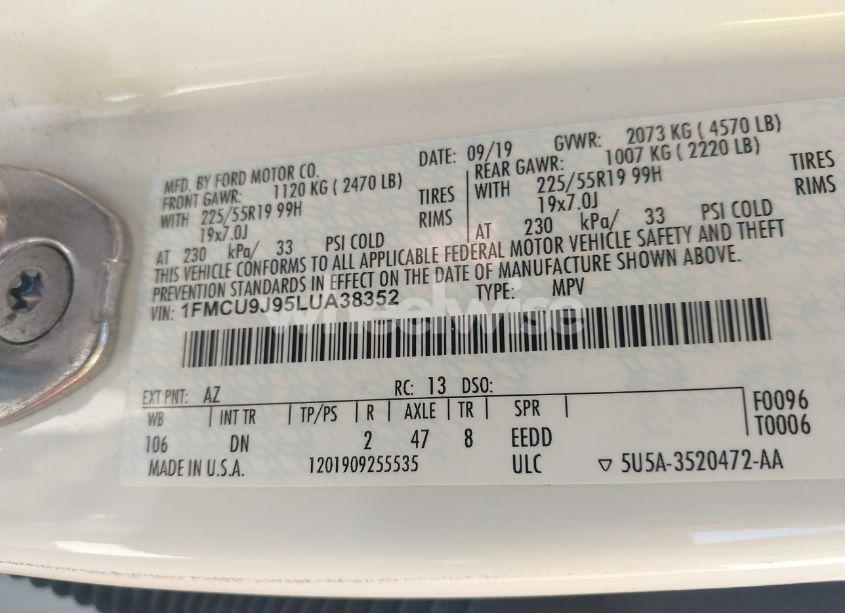 MFD. BY FORD MOTOR CO.
DATE: 09/19
GVWR: 2073 KG ( 4570 LB)
FRONT GAWR: 1120 KG ( 2470 LB)
REAR GAWR: 1007 KG ( 2220 LB)
WITH 225/55R19 99H TIRES
WITH 225/55R19 99H TIRES
19x7.0J RIMS
19x7.0J RIMS
AT 230 kPa/ 33 PSI COLD
AT 230 kPa/ 33 PSI COLD
THIS VEHICLE CONFORMS TO ALL APPLICABLE FEDERAL MOTOR VEHICLE SAFETY AND THEFT
PREVENTION STANDARDS IN EFFECT ON THE DATE OF MANUFACTURE SHOWN ABOVE.
VIN: 1FMCU9J95LUA38352
TYPE: MPV
wheelwise
EXT PNT: AZ RC: 13 DSO:
WB INT TR TP/PS R AXLE TR SPR
106 DN 2 47 8 EEDD
F0096
T0006
MADE IN U.S.A. 1201909255535 ULC ▽ 5U5A-3520472-AA